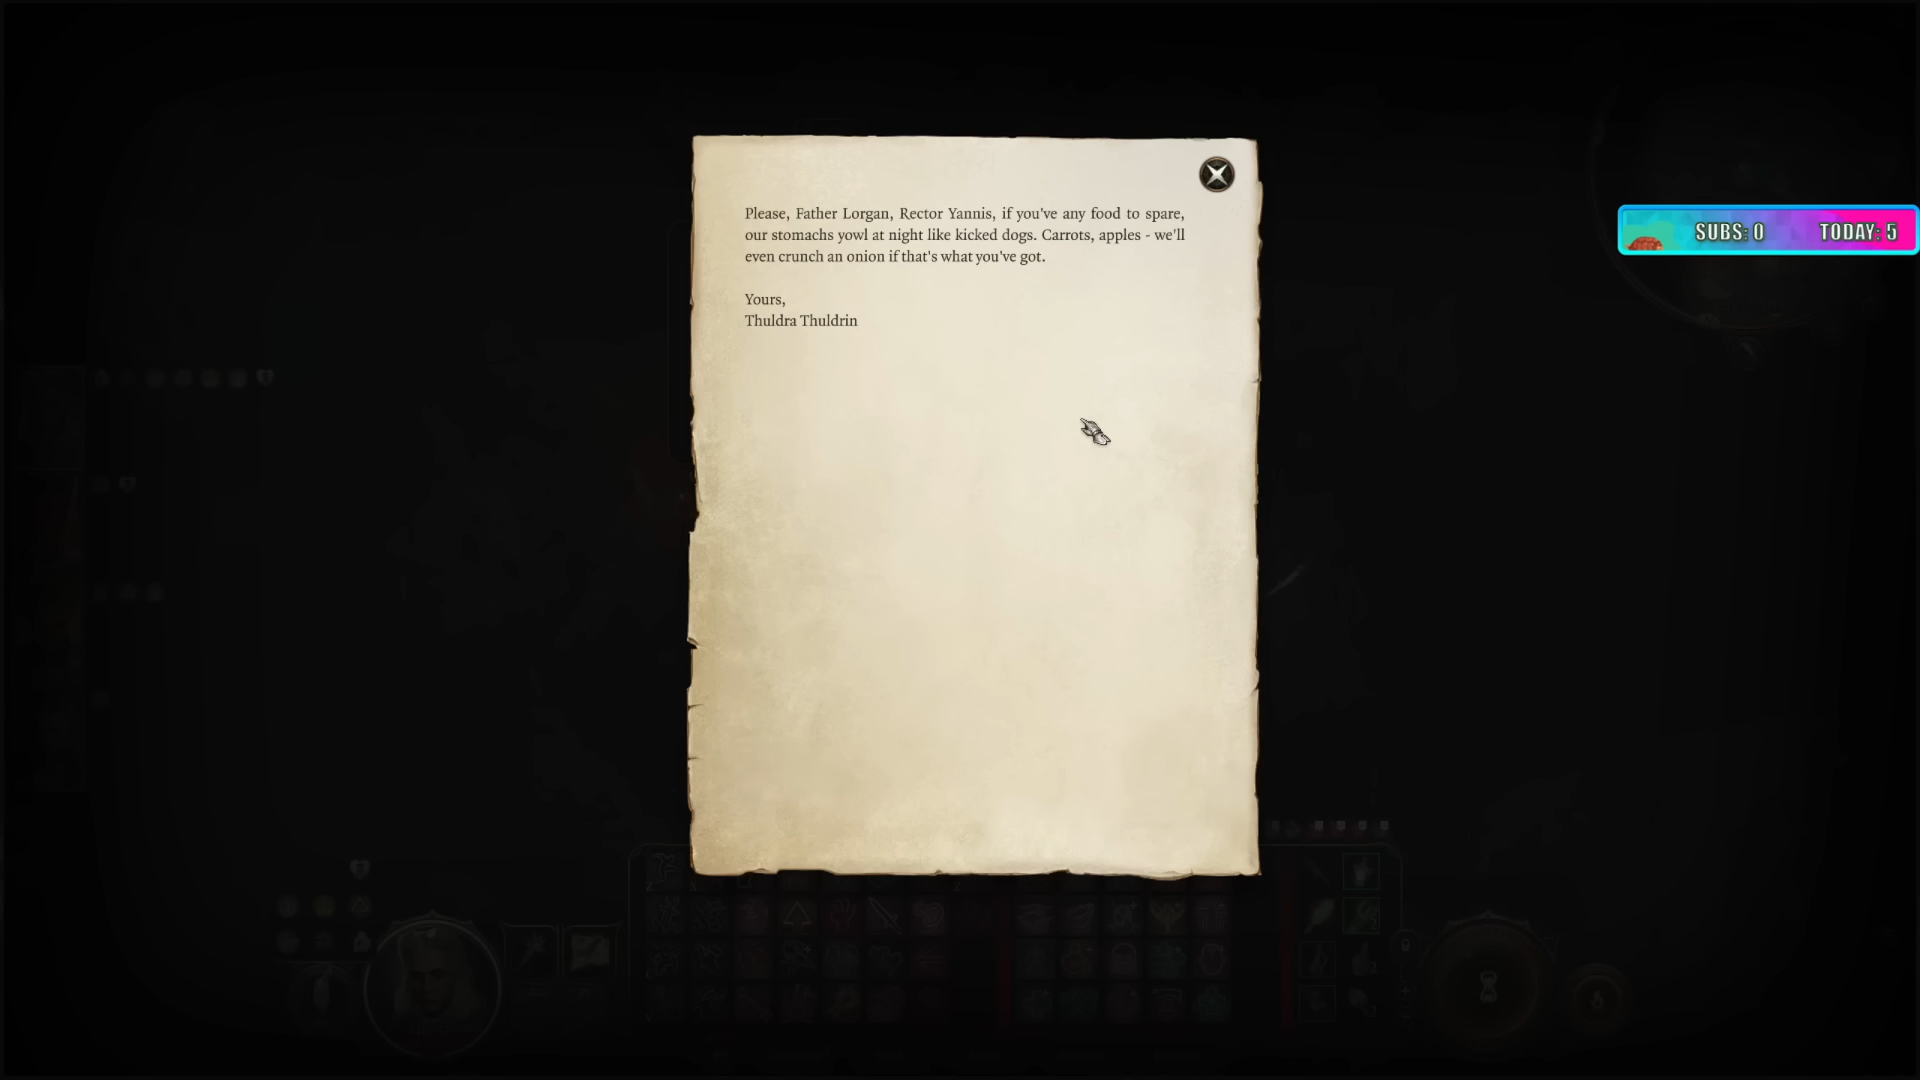 Please, Father Lorgan, Rector Yannis, if you've any food to spare,
our stomachs yowl at night like kicked dogs. Carrots, apples - we'll
even crunch an onion if that's what you've got.
Yours,
Thuldra Thuldrin
SUBS: 0 TODAY: 5